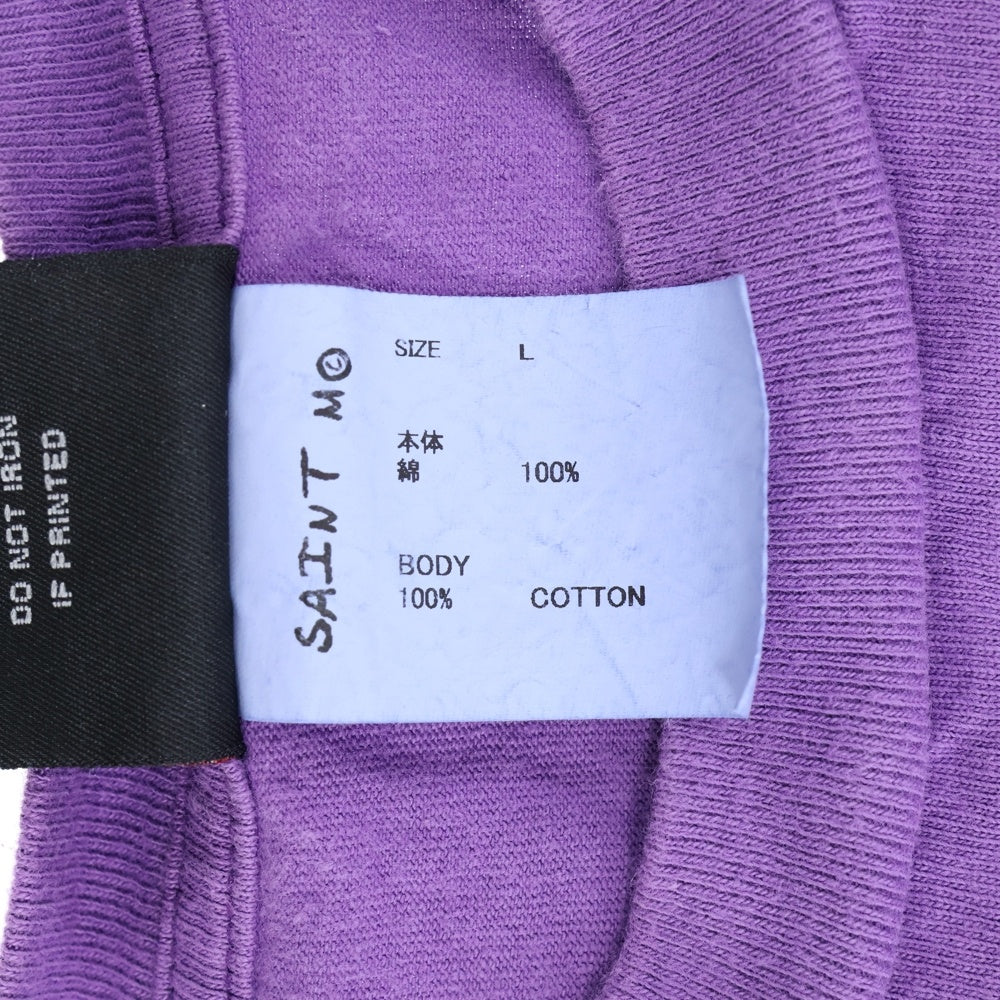 DO NOT IRON
IF PRINTED
SAINT M©
SIZE L
本体
綿 100%
BODY
100% COTTON